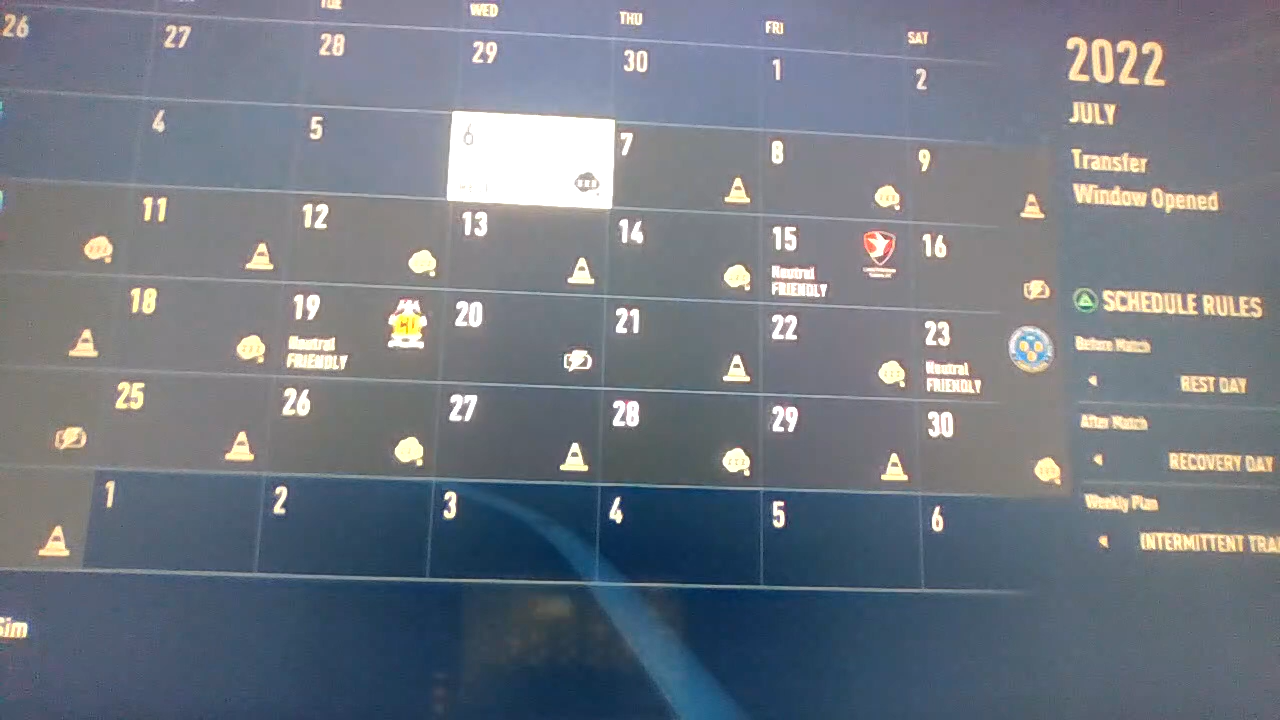 WED
THU
FRI
SAT
26 27 28 29 30 1 2
4 5 6 7 8 9
11 12 13 14 15 16
Neutral
FRIENDLY
18 19 20 21 22 23
Neutral
FRIENDLY
Neutral
FRIENDLY
25 26 27 28 29 30
1 2 3 4 5 6
Sim
2022
JULY
Transfer
Window Opened
SCHEDULE RULES
Before Match
REST DAY
After Match
RECOVERY DAY
Weekly Plan
INTERMITTENT TRA